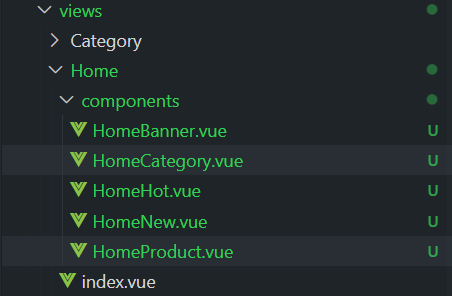 views
Category
Home
components
HomeBanner.vue U
HomeCategory.vue U
HomeHot.vue U
HomeNew.vue U
HomeProduct.vue U
index.vue